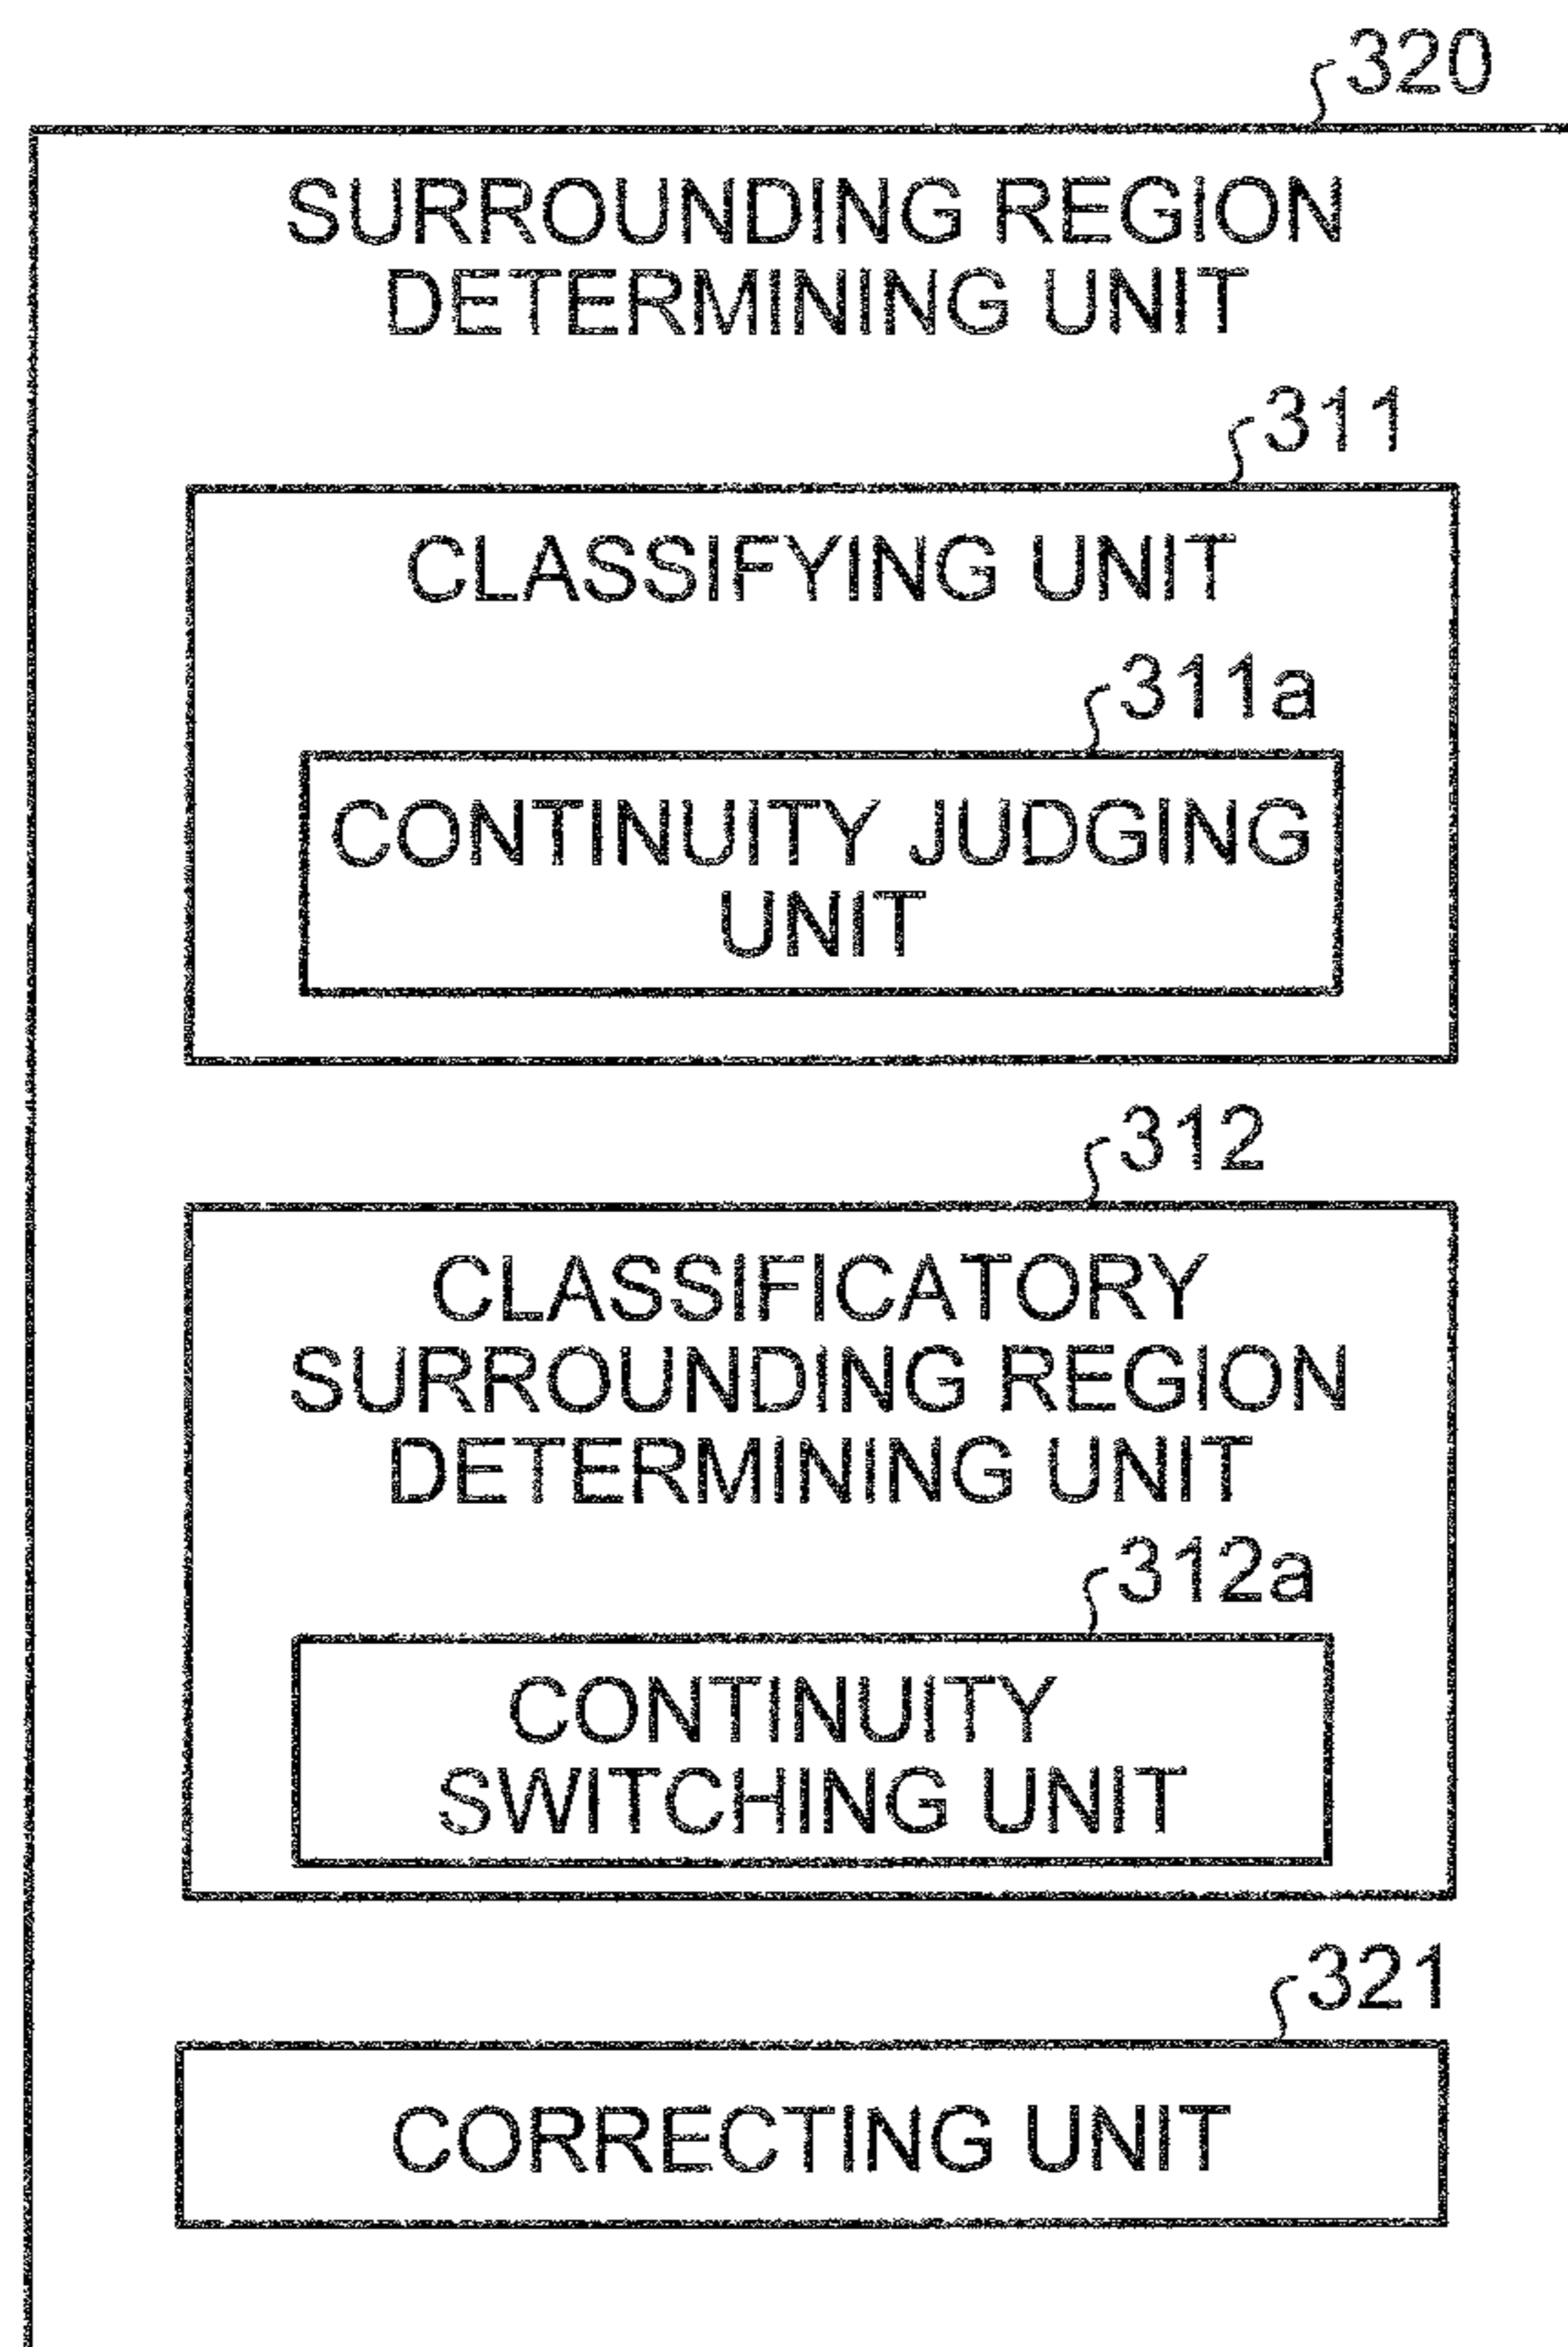 320
SURROUNDING REGION
DETERMINING UNIT
311
CLASSIFYING UNIT
311a
CONTINUITY JUDGING
UNIT
312
CLASSIFICATORY
SURROUNDING REGION
DETERMINING UNIT
312a
CONTINUITY
SWITCHING UNIT
321
CORRECTING UNIT